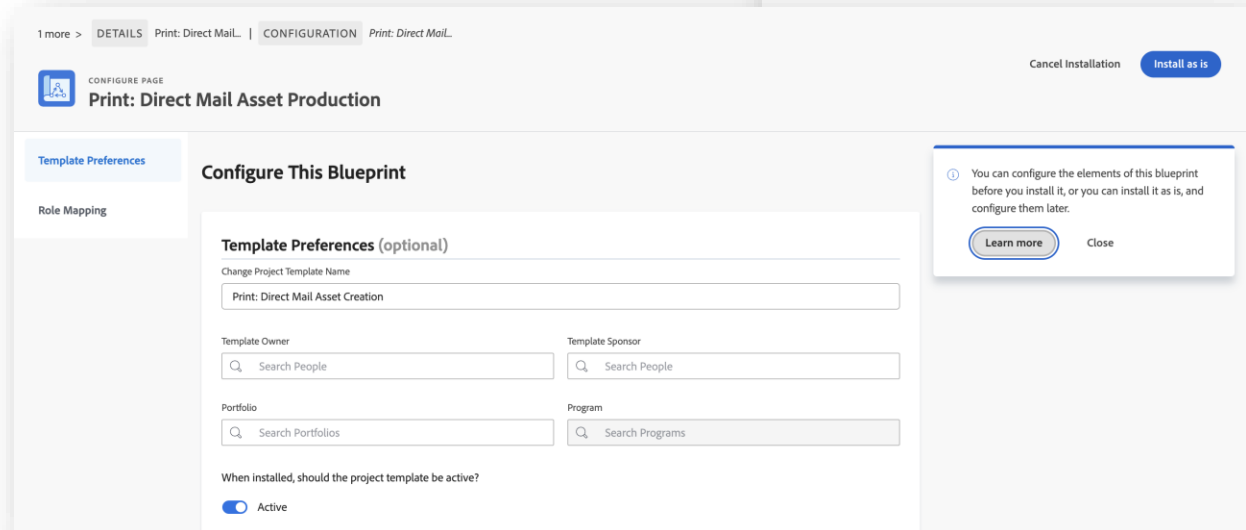 1 more > DETAILS Print: Direct Mail... | CONFIGURATION Print: Direct Mail...
Cancel Installation Install as is
CONFIGURE PAGE
Print: Direct Mail Asset Production
Template Preferences
Role Mapping
Configure This Blueprint
Template Preferences (optional)
Change Project Template Name
Print: Direct Mail Asset Creation
Template Owner Template Sponsor
Search People Search People
Portfolio Program
Search Portfolios Search Programs
When installed, should the project template be active?
Active
You can configure the elements of this blueprint
before you install it, or you can install it as is, and
configure them later.
Learn more Close